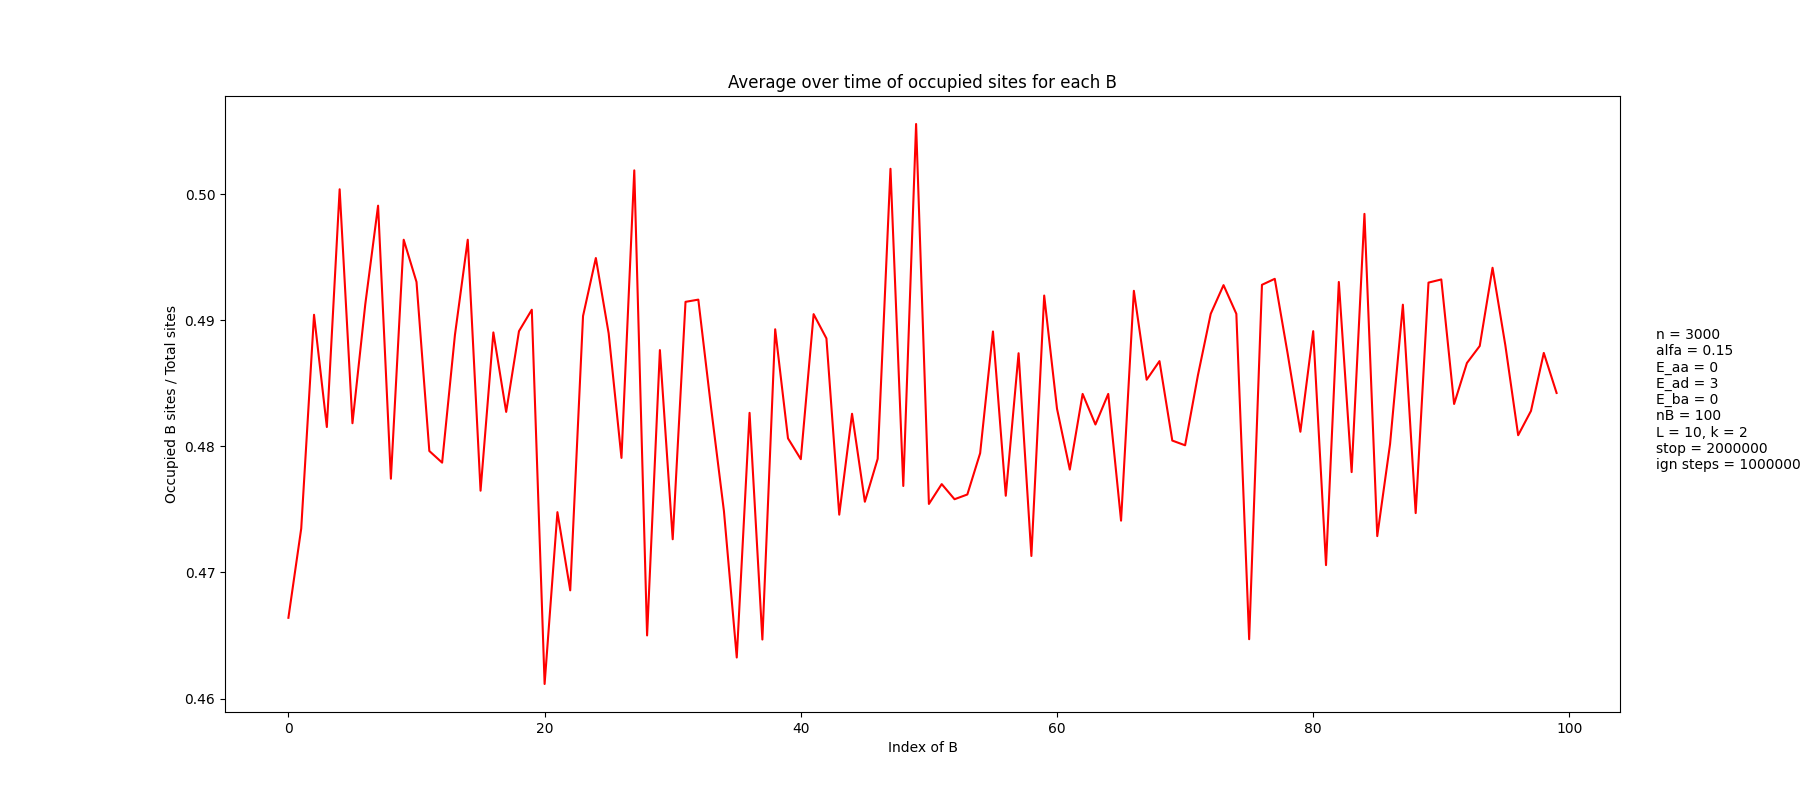 Average over time of occupied sites for each B
Occupied B sites / Total sites
0.50
0.49
0.48
0.47
0.46
0
20
40
60
80
100
Index of B
n = 3000
alfa = 0.15
E_aa = 0
E_ad = 3
E_ba = 0
nB = 100
L = 10, k = 2
stop = 2000000
ign steps = 1000000